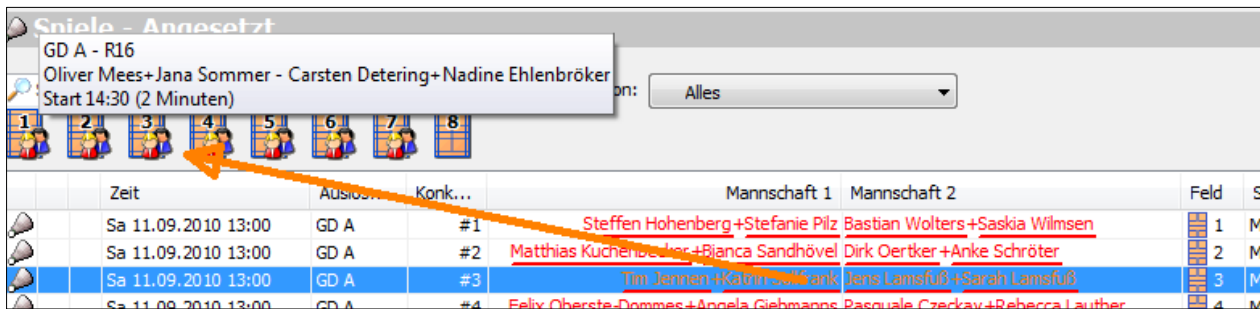 Spiele - Angesetzt
GD A - R16
Oliver Mees+Jana Sommer - Carsten Detering+Nadine Ehlenbröker
Start 14:30 (2 Minuten)
on: Alles
1 2 3 4 5 6 7 8
Zeit Auslos... Konk... Mannschaft 1 Mannschaft 2 Feld S
Sa 11.09.2010 13:00 GD A #1 Steffen Hohenberg+Stefanie Pilz Bastian Wolters+Saskia Wilmsen 1 M
Sa 11.09.2010 13:00 GD A #2 Matthias Kuchenbecker+Bianca Sandhövel Dirk Oertker+Anke Schröter 2 M
Sa 11.09.2010 13:00 GD A #3 Tim Jennen+Katrin Jens Lamsfuß+Sarah Lamsfuß 3 M
Sa 11.09.2010 13:00 GD A #4 Felix Oberste-Dommes+Angela Giebmanns Pasquale Czeckay+Rebecca Lauther 4 M